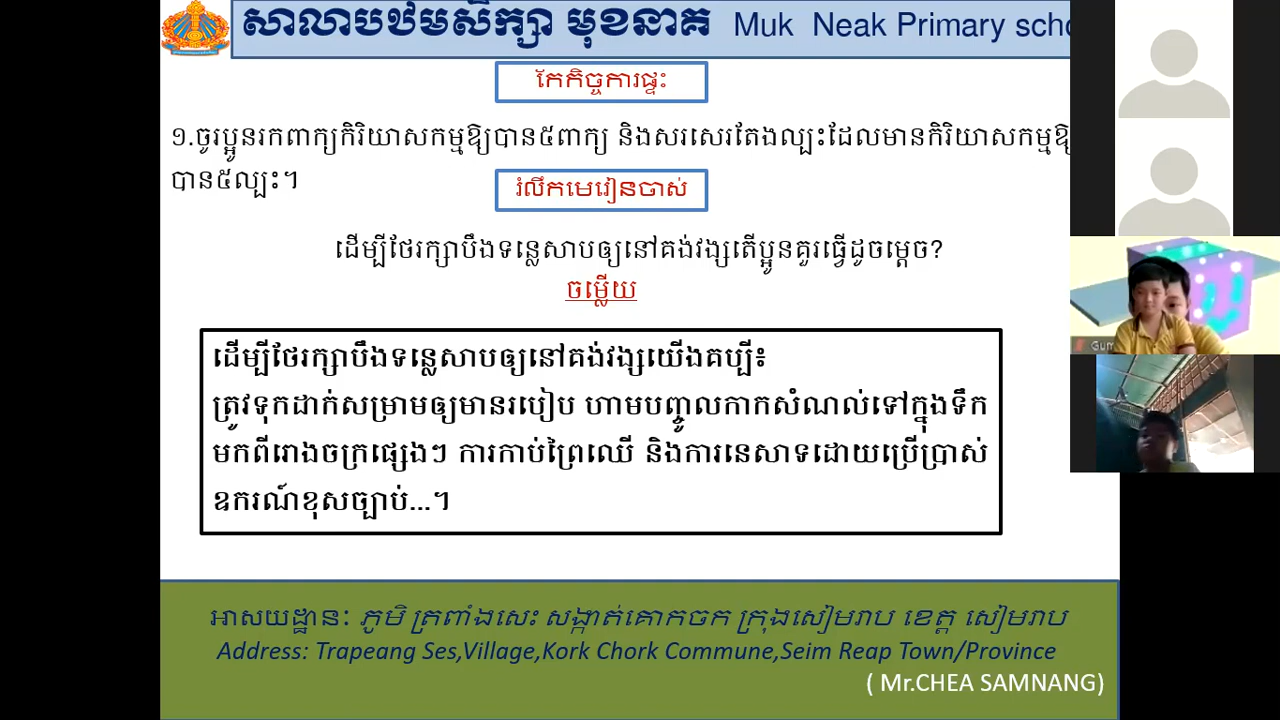 សាលាបឋមសិក្សា មុខនាគ Muk Neak Primary scho
កែកិច្ចការផ្ទះ
១.ចូរប្អូនរកពាក្យកិរិយាសកម្មឱ្យបាន៥ពាក្យ និងសរសេរតែងល្បះដែលមានកិរិយាសកម្មឱ្យ
បាន៥ល្បះ។
រំលឹកមេរៀនចាស់
ដើម្បីថែរក្សាបឹងទន្លេសាបឲ្យនៅគង់វង្សតើប្អូនគួរធ្វើដូចម្ដេច?
ចម្លើយ
ដើម្បីថែរក្សាបឹងទន្លេសាបឲ្យនៅគង់វង្សយើងគប្បី៖
ត្រូវទុកដាក់សម្រាមឲ្យមានរបៀប ហាមបញ្ចូលកាកសំណល់ទៅក្នុងទឹក
មកពីរោងចក្រផ្សេងៗ ការកាប់ព្រៃឈើ និងការនេសាទដោយប្រើប្រាស់
ឧករណ៍ខុសច្បាប់...។
អាសយដ្ឋាន: ភូមិ ត្រពាំងសេះ សង្កាត់គោកចក ក្រុងសៀមរាប ខេត្ត សៀមរាប
Address: Trapeang Ses,Village,Kork Chork Commune,Seim Reap Town/Province
( Mr.CHEA SAMNANG)